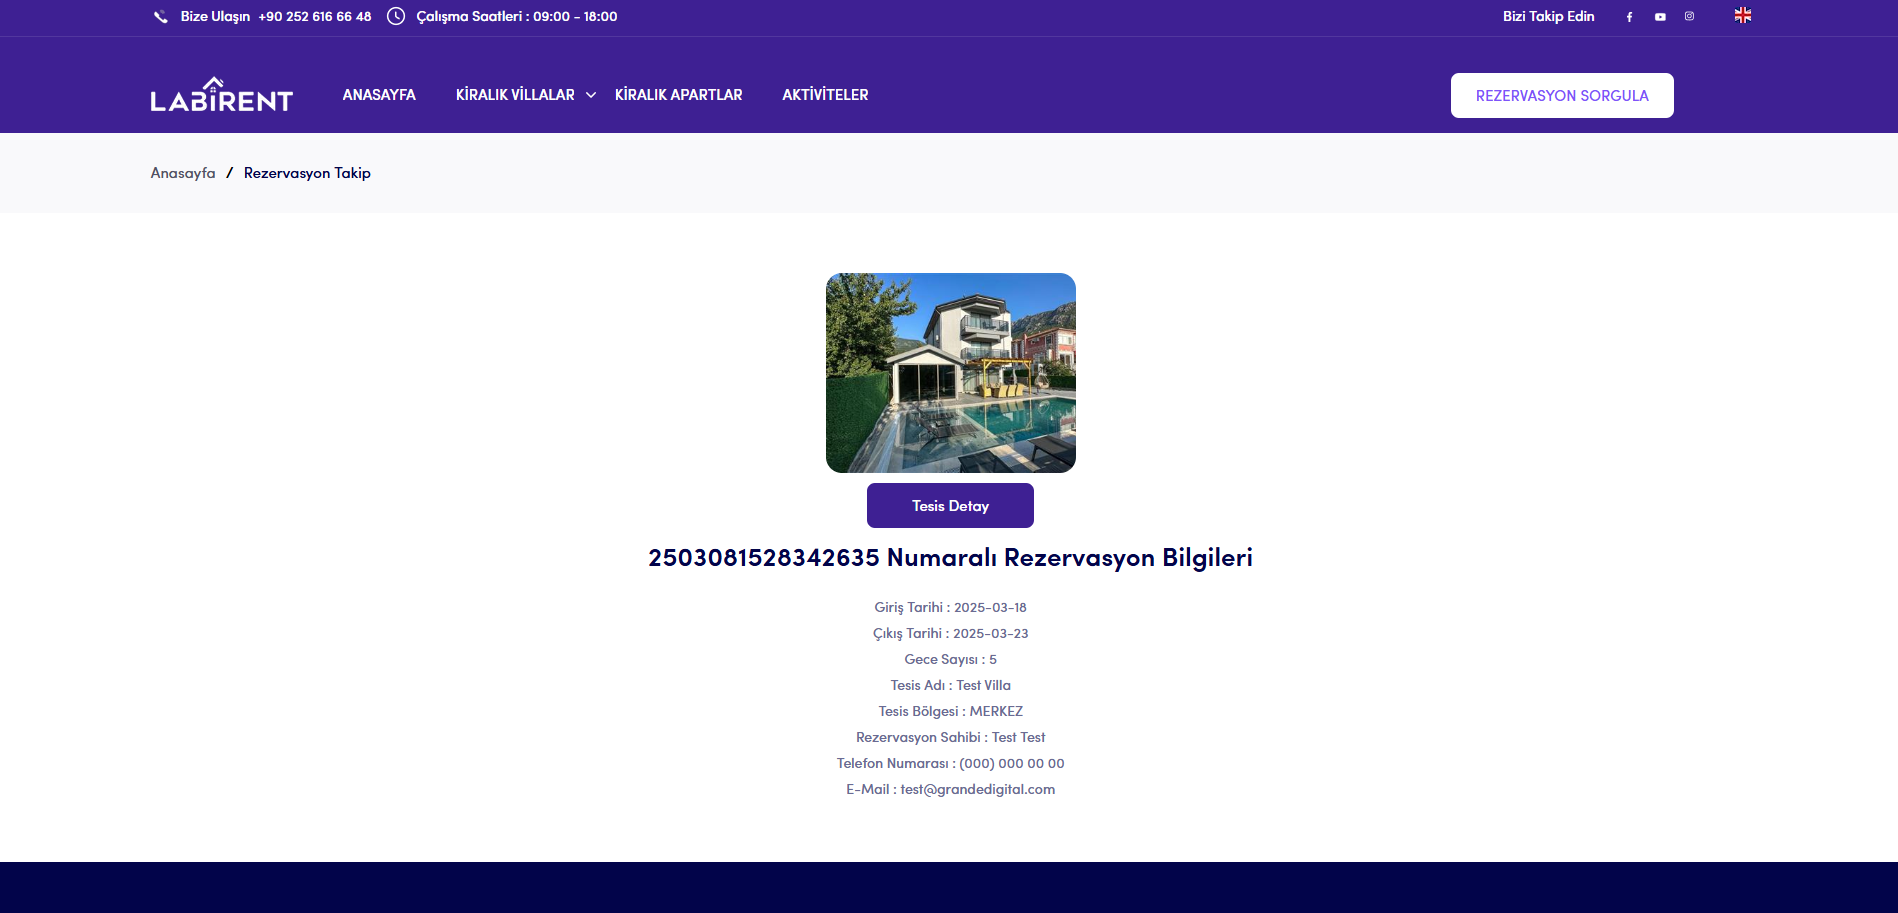 Bize Ulaşın +90 252 616 66 48 Çalışma Saatleri : 09:00 - 18:00 Bizi Takip Edin
LABİRENT ANASAYFA KİRALIK VİLLALAR KİRALIK APARTLAR AKTİVİTELER REZERVASYON SORGULA
Anasayfa / Rezervasyon Takip
Tesis Detay
2503081528342635 Numaralı Rezervasyon Bilgileri
Giriş Tarihi : 2025-03-18
Çıkış Tarihi : 2025-03-23
Gece Sayısı : 5
Tesis Adı : Test Villa
Tesis Bölgesi : MERKEZ
Rezervasyon Sahibi : Test Test
Telefon Numarası : (000) 000 00 00
E-Mail : test@grandedigital.com